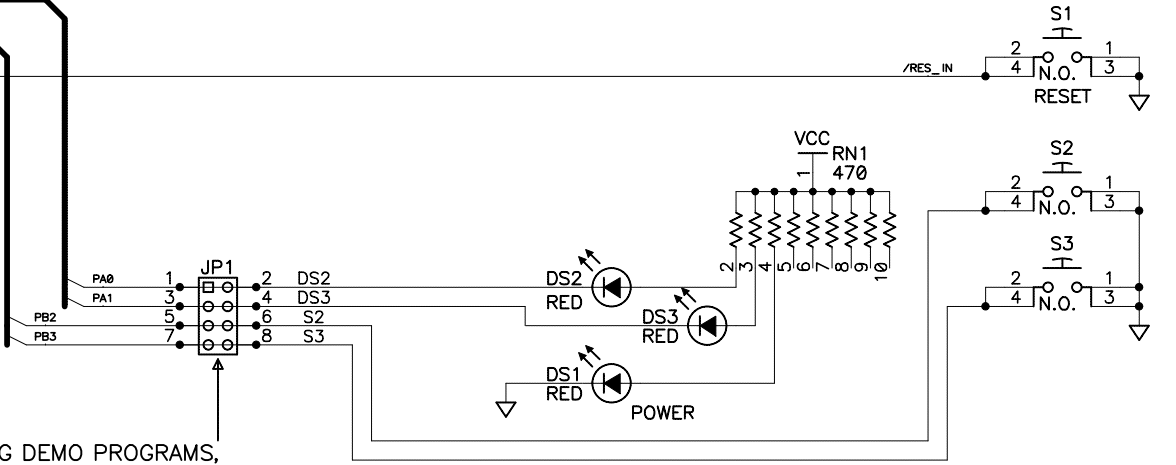 S1
2 1
/RES_IN
4 N.O. 3
RESET
VCC
RN1
1
470
S2
2 1
4 N.O. 3
S3
2 1
4 N.O. 3
2 3 4 5 6 7 8 9 10
JP1
PA0 1 2 DS2
PA1 3 4 DS3
PB2 5 6 S2
PB3 7 8 S3
DS2
RED
DS3
RED
DS1
RED
POWER
G DEMO PROGRAMS,